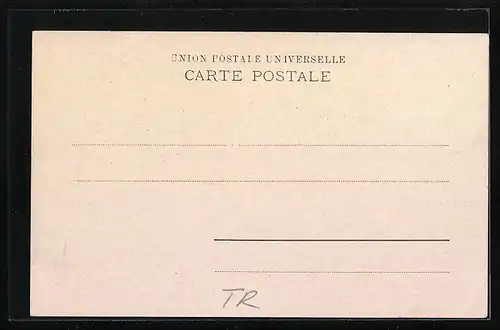 UNION POSTALE UNIVERSELLE
CARTE POSTALE
TR